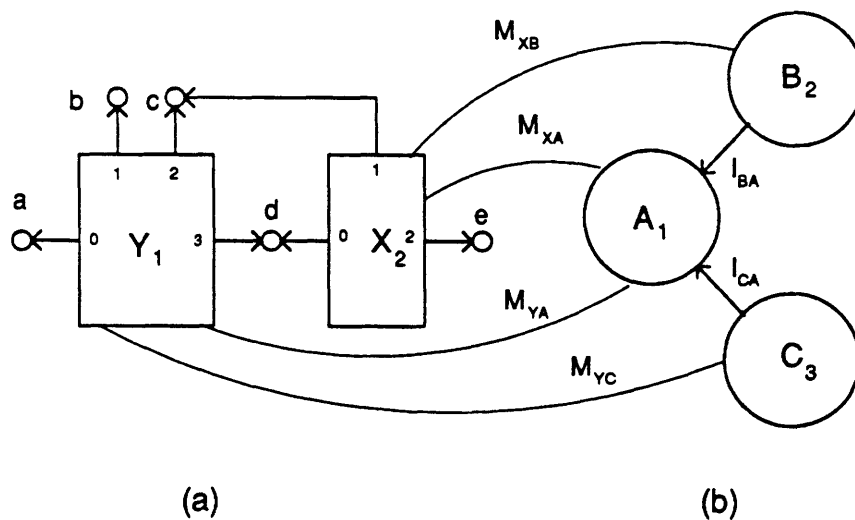 M_XB
B_2
b
c
M_XA
1
2
1
I_BA
a
d
e
A_1
0
Y_1
3
0
X_2
2
I_CA
M_YA
C_3
M_YC
(a)
(b)